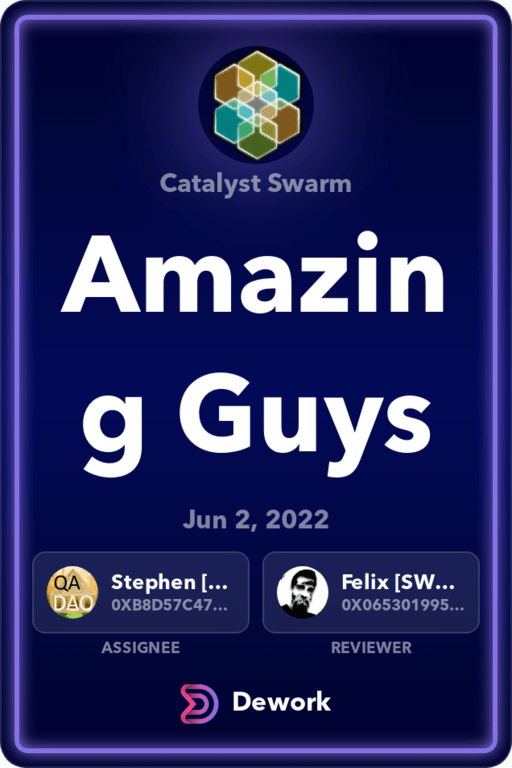 Catalyst Swarm
Amazin
g Guys
Jun 2, 2022
QA
DAO
Stephen [...
0XB8D57C47...
Felix [SW...
0X065301995...
ASSIGNEE
REVIEWER
Dework